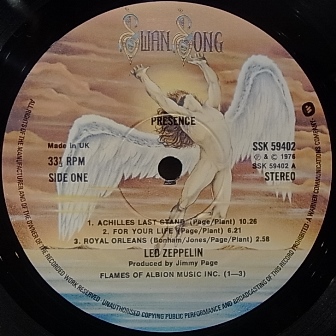 Swan Song
PRESENCE
Made in UK
33⅓ RPM
SIDE ONE
SSK 59402
℗ & © 1976
SSK 59402 A
STEREO
1. ACHILLES LAST STAND (Page/Plant) 10.26
2. FOR YOUR LIFE (Page/Plant) 6.21
3. ROYAL ORLEANS (Bonham/Jones/Page/Plant) 2.58
LED ZEPPELIN
Produced by Jimmy Page
FLAMES OF ALBION MUSIC INC. (1—3)
ALL RIGHTS OF THE MANUFACTURER AND OF THE OWNER OF THE RECORDED WORK RESERVED · UNAUTHORISED COPYING PUBLIC PERFORMANCE AND BROADCASTING OF THIS RECORD PROHIBITED
A WARNER COMMUNICATIONS COMPANY